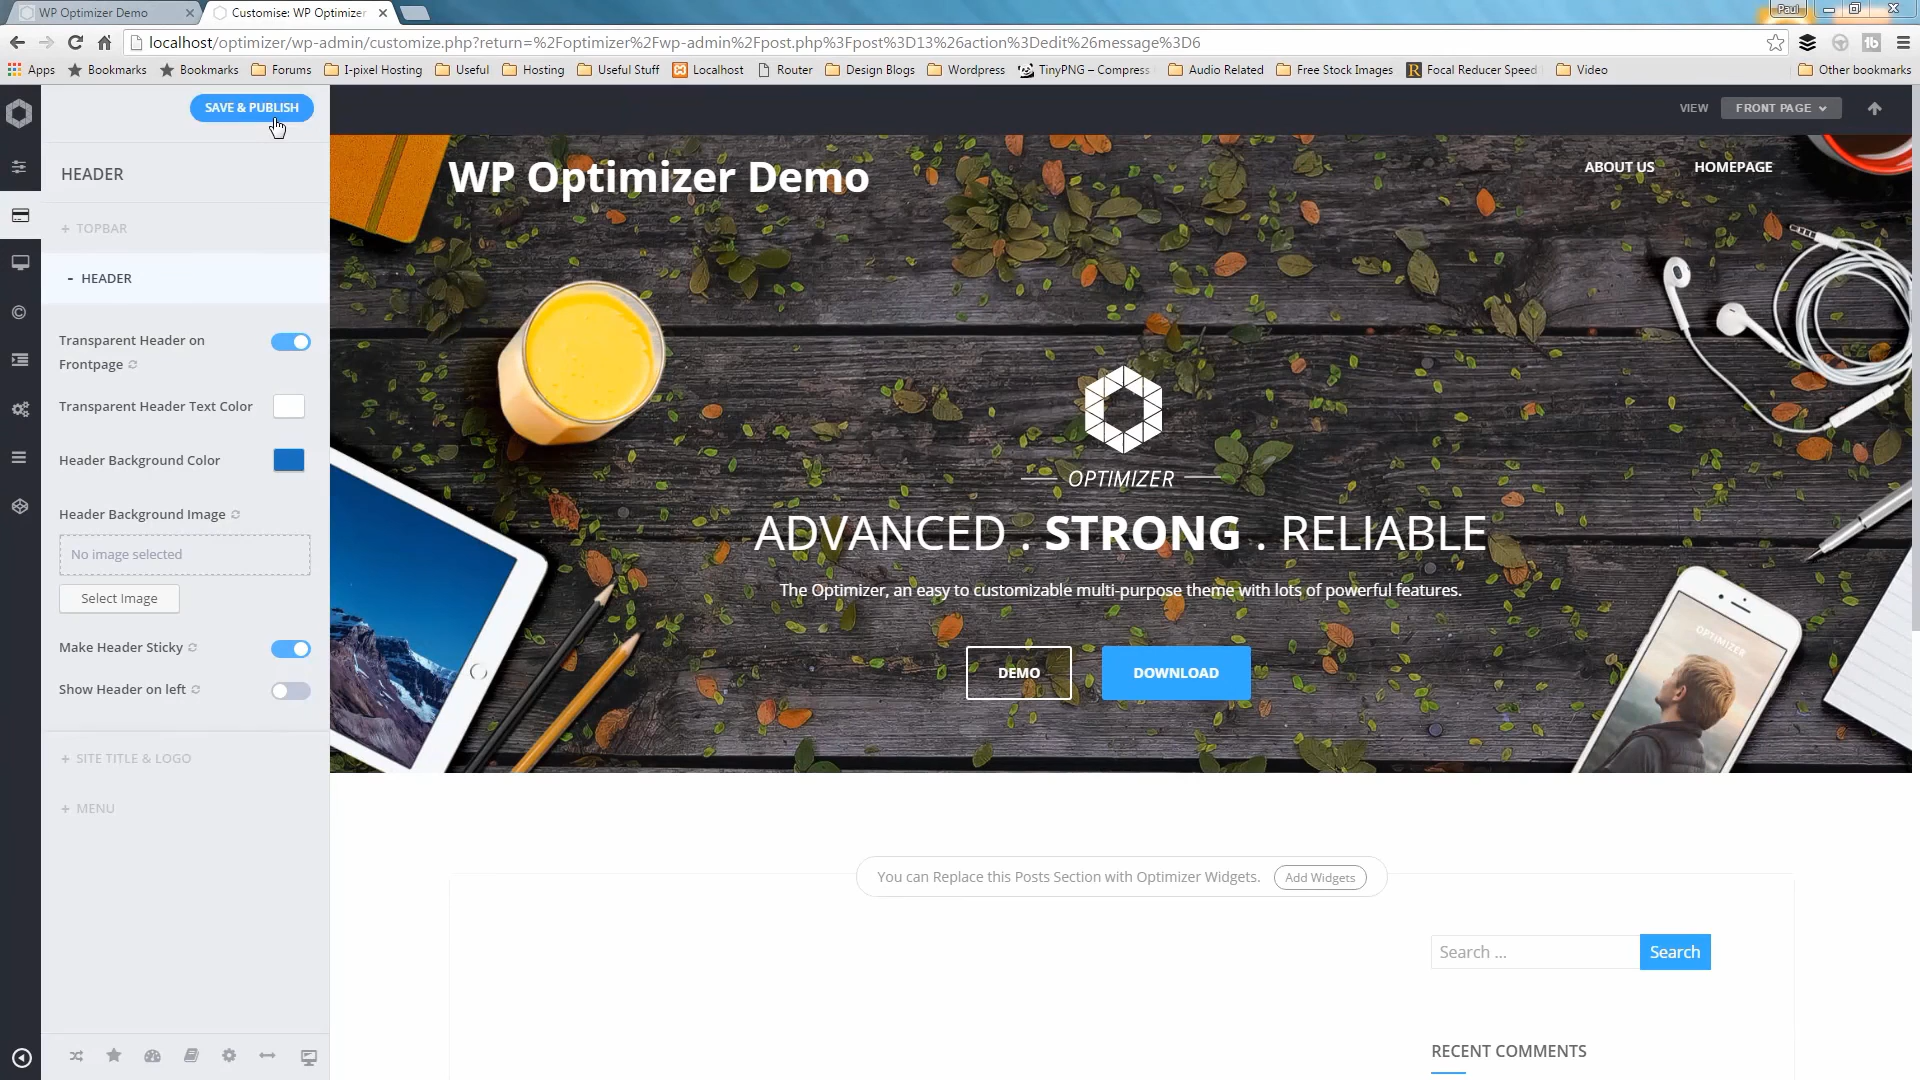 WP Optimizer Demo
Customise: WP Optimizer
Paul
localhost/optimizer/wp-admin/customize.php?return=%2Foptimizer%2Fwp-admin%2Fpost.php%3Fpost%3D13%26action%3Dedit%26message%3D6
Apps Bookmarks Bookmarks Forums I-pixel Hosting Useful Hosting Useful Stuff Localhost Router Design Blogs Wordpress TinyPNG – Compress Audio Related Free Stock Images Focal Reducer Speed Video Other bookmarks
SAVE & PUBLISH
VIEW FRONT PAGE
HEADER
+ TOPBAR
- HEADER
Transparent Header on
Frontpage
Transparent Header Text Color
Header Background Color
Header Background Image
No image selected
Select Image
Make Header Sticky
Show Header on left
+ SITE TITLE & LOGO
+ MENU
WP Optimizer Demo
ABOUT US HOMEPAGE
OPTIMIZER
ADVANCED . STRONG . RELIABLE
The Optimizer, an easy to customizable multi-purpose theme with lots of powerful features.
DEMO DOWNLOAD
OPTIMIZER
You can Replace this Posts Section with Optimizer Widgets. Add Widgets
Search ... Search
RECENT COMMENTS